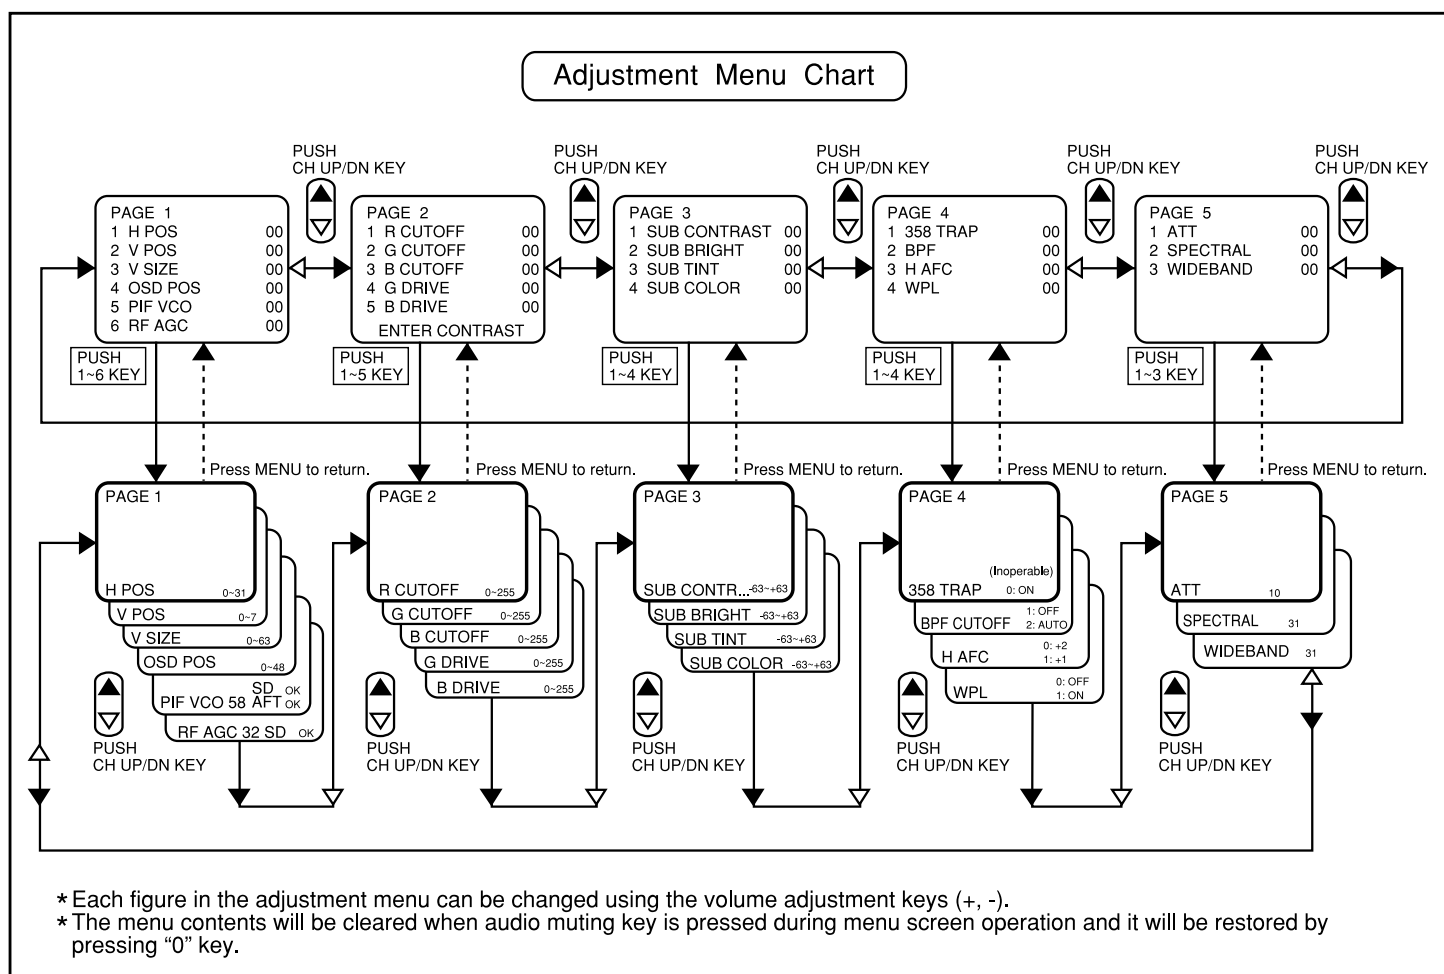 Adjustment Menu Chart
PUSH
CH UP/DN KEY
PUSH
CH UP/DN KEY
PUSH
CH UP/DN KEY
PUSH
CH UP/DN KEY
PUSH
CH UP/DN KEY
PAGE 1
1 H POS 00
2 V POS 00
3 V SIZE 00
4 OSD POS 00
5 PIF VCO 00
6 RF AGC 00
PAGE 2
1 R CUTOFF 00
2 G CUTOFF 00
3 B CUTOFF 00
4 G DRIVE 00
5 B DRIVE 00
ENTER CONTRAST
PAGE 3
1 SUB CONTRAST 00
2 SUB BRIGHT 00
3 SUB TINT 00
4 SUB COLOR 00
PAGE 4
1 358 TRAP 00
2 BPF 00
3 H AFC 00
4 WPL 00
PAGE 5
1 ATT 00
2 SPECTRAL 00
3 WIDEBAND 00
PUSH
1~6 KEY
PUSH
1~5 KEY
PUSH
1~4 KEY
PUSH
1~4 KEY
PUSH
1~3 KEY
Press MENU to return.
Press MENU to return.
Press MENU to return.
Press MENU to return.
Press MENU to return.
PAGE 1
H POS 0~31
V POS 0~7
V SIZE 0~63
OSD POS 0~48
PIF VCO 58 SD OK
AFT OK
RF AGC 32 SD OK
PUSH
CH UP/DN KEY
PAGE 2
R CUTOFF 0~255
G CUTOFF 0~255
B CUTOFF 0~255
G DRIVE 0~255
B DRIVE 0~255
PUSH
CH UP/DN KEY
PAGE 3
SUB CONTR...-63~+63
SUB BRIGHT -63~+63
SUB TINT -63~+63
SUB COLOR -63~+63
PAGE 4
(Inoperable)
358 TRAP 0: ON
1: OFF
BPF CUTOFF 2: AUTO
0: +2
H AFC 1: +1
0: OFF
WPL 1: ON
PUSH
CH UP/DN KEY
PAGE 5
ATT 10
SPECTRAL 31
WIDEBAND 31
PUSH
CH UP/DN KEY
* Each figure in the adjustment menu can be changed using the volume adjustment keys (+, -).
* The menu contents will be cleared when audio muting key is pressed during menu screen operation and it will be restored by
pressing “0” key.